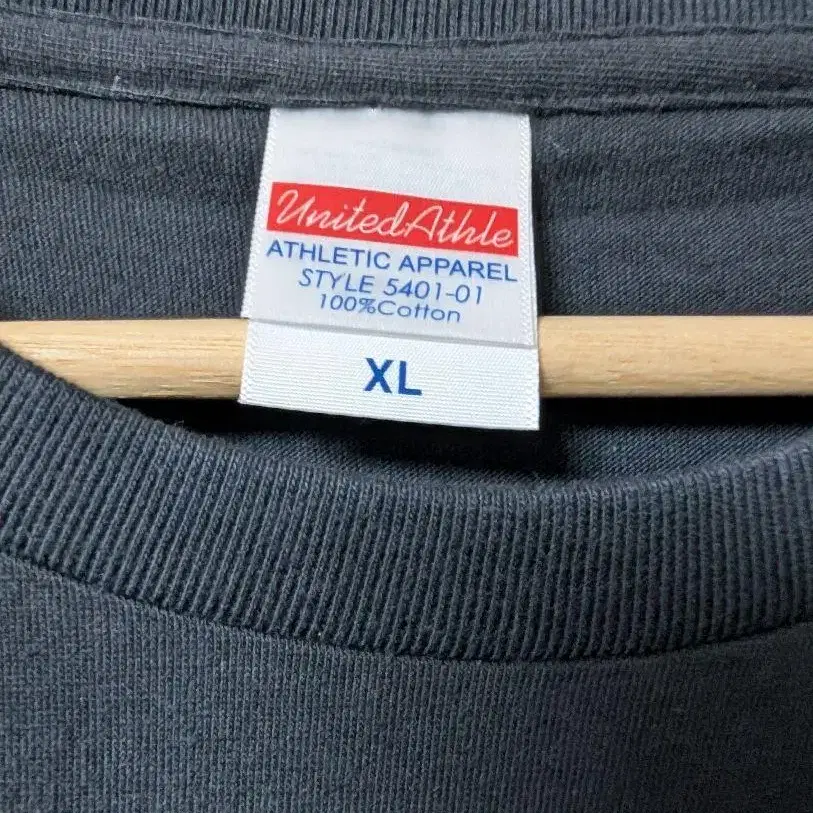 UnitedAthle
ATHLETIC APPAREL
STYLE 5401-01
100%Cotton
XL